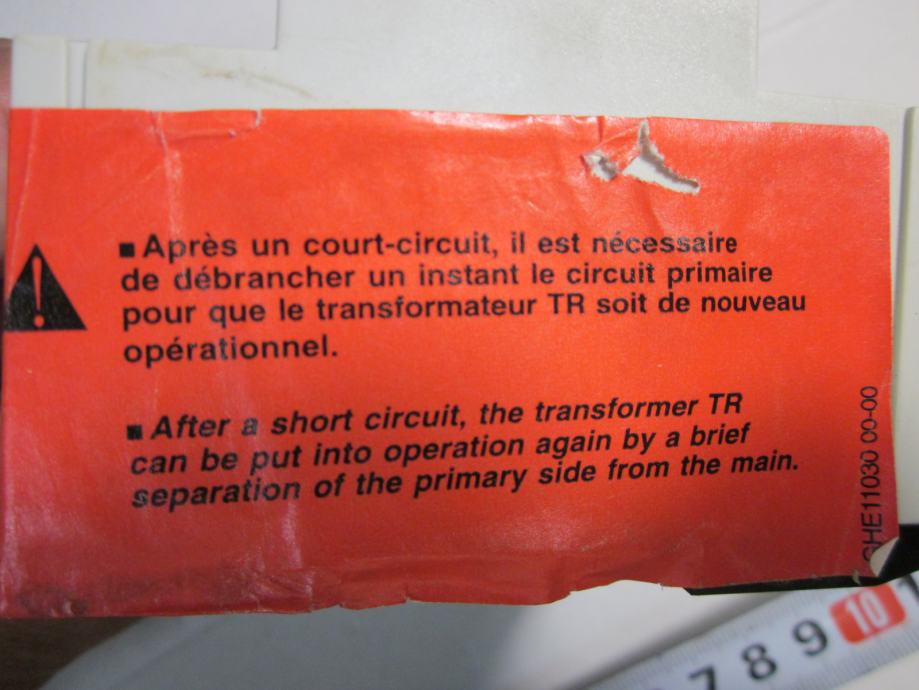 ■ Après un court-circuit, il est nécessaire
de débrancher un instant le circuit primaire
pour que le transformateur TR soit de nouveau
opérationnel.
■ After a short circuit, the transformer TR
can be put into operation again by a brief
separation of the primary side from the main.
GHE11030 00-00
7 8 9 10